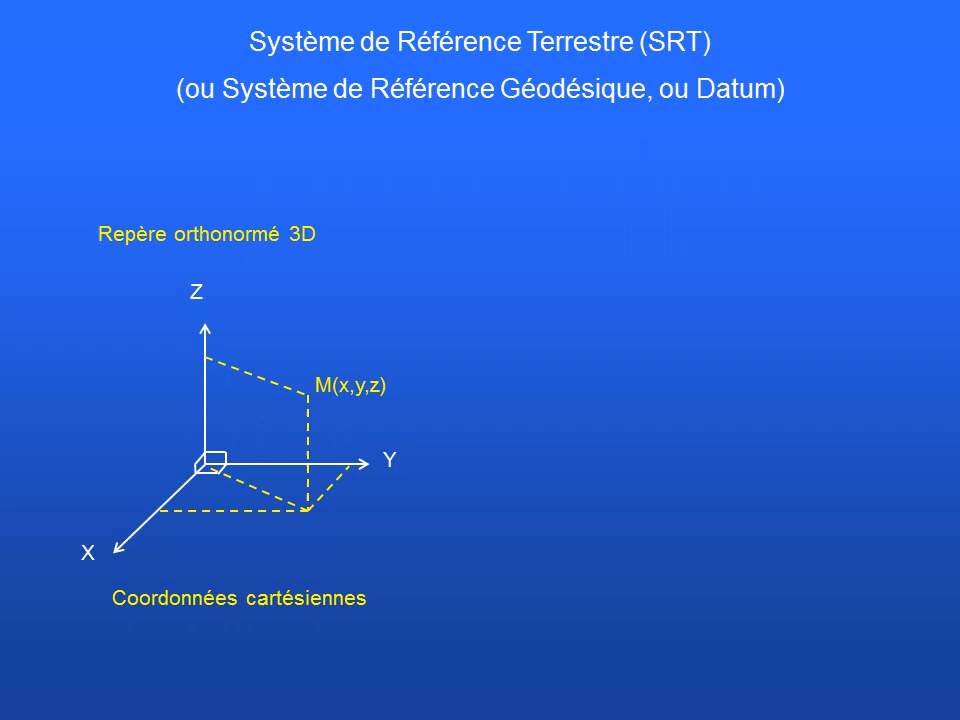 Système de Référence Terrestre (SRT)
(ou Système de Référence Géodésique, ou Datum)
Repère orthonormé 3D
Z
M(x,y,z)
Y
X
Coordonnées cartésiennes